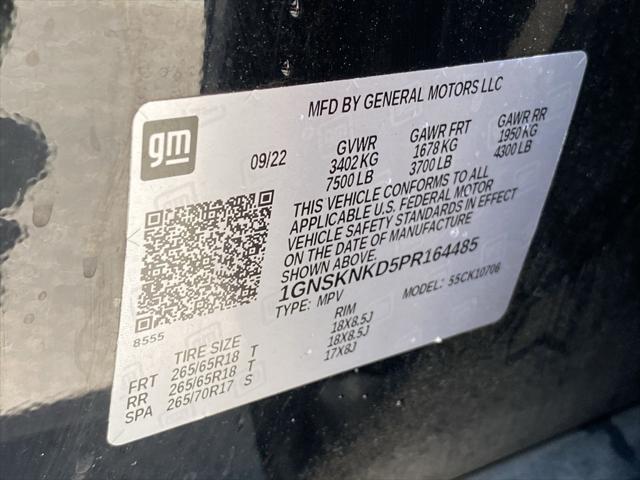 MFD BY GENERAL MOTORS LLC
gm
09/22
GVWR
3402 KG
7500 LB
GAWR FRT
1678 KG
3700 LB
GAWR RR
1950 KG
4300 LB
THIS VEHICLE CONFORMS TO ALL
APPLICABLE U.S. FEDERAL MOTOR
VEHICLE SAFETY STANDARDS IN EFFECT
ON THE DATE OF MANUFACTURE
SHOWN ABOVE.
1GNSKNKD5PR164485
TYPE: MPV MODEL: 55CK10706
8555
TIRE SIZE RIM
FRT 265/65R18 T 18X8.5J
RR 265/65R18 T 18X8.5J
SPA 265/70R17 S 17X8J